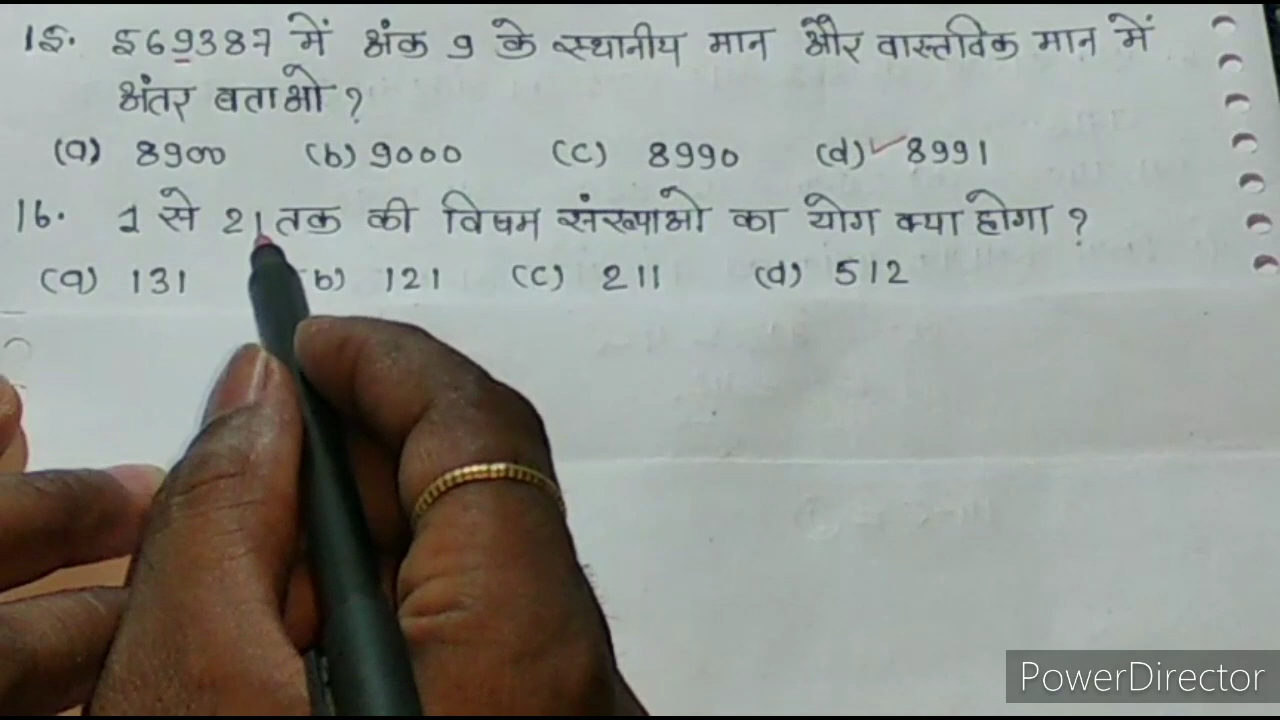 15. 569387 में अंक 9 के स्थानीय मान और वास्तविक मान में
अंतर बताओ ?
(a) 8900 (b) 9000 (c) 8990 (d) 8991
16. 1 से 21 तक की विषम संख्याओ का योग क्या होगा ?
(a) 131 (b) 121 (c) 211 (d) 512
PowerDirector